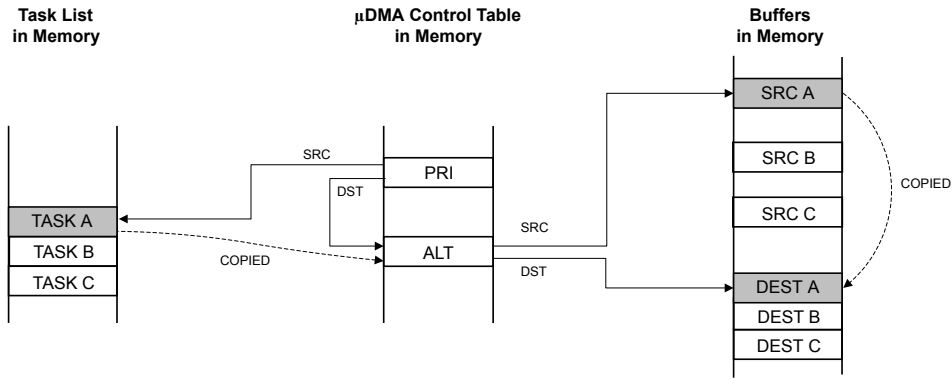 Task List
in Memory
µDMA Control Table
in Memory
Buffers
in Memory
SRC A
SRC
PRI
SRC B
DST
COPIED
SRC C
TASK A
SRC
TASK B
ALT
COPIED
DST
TASK C
DEST A
DEST B
DEST C